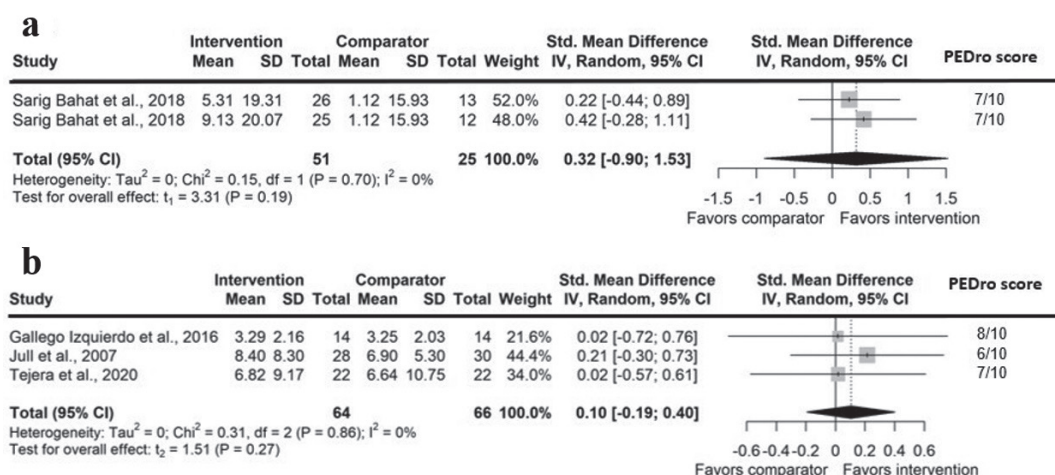 a
Intervention Comparator Std. Mean Difference Std. Mean Difference PEDro score
Study Mean SD Total Mean SD Total Weight IV, Random, 95% CI IV, Random, 95% CI
Sarig Bahat et al., 2018 5.31 19.31 26 1.12 15.93 13 52.0% 0.22 [-0.44; 0.89] 7/10
Sarig Bahat et al., 2018 9.13 20.07 25 1.12 15.93 12 48.0% 0.42 [-0.28; 1.11] 7/10
Total (95% CI) 51 25 100.0% 0.32 [-0.90; 1.53]
Heterogeneity: Tau² = 0; Chi² = 0.15, df = 1 (P = 0.70); I² = 0%
Test for overall effect: t₁ = 3.31 (P = 0.19)
-1.5 -1 -0.5 0 0.5 1 1.5
Favors comparator Favors intervention
b
Intervention Comparator Std. Mean Difference Std. Mean Difference PEDro score
Study Mean SD Total Mean SD Total Weight IV, Random, 95% CI IV, Random, 95% CI
Gallego Izquierdo et al., 2016 3.29 2.16 14 3.25 2.03 14 21.6% 0.02 [-0.72; 0.76] 8/10
Jull et al., 2007 8.40 8.30 28 6.90 5.30 30 44.4% 0.21 [-0.30; 0.73] 6/10
Tejera et al., 2020 6.82 9.17 22 6.64 10.75 22 34.0% 0.02 [-0.57; 0.61] 7/10
Total (95% CI) 64 66 100.0% 0.10 [-0.19; 0.40]
Heterogeneity: Tau² = 0; Chi² = 0.31, df = 2 (P = 0.86); I² = 0%
Test for overall effect: t₂ = 1.51 (P = 0.27)
-0.6 -0.4 -0.2 0 0.2 0.4 0.6
Favors comparator Favors intervention